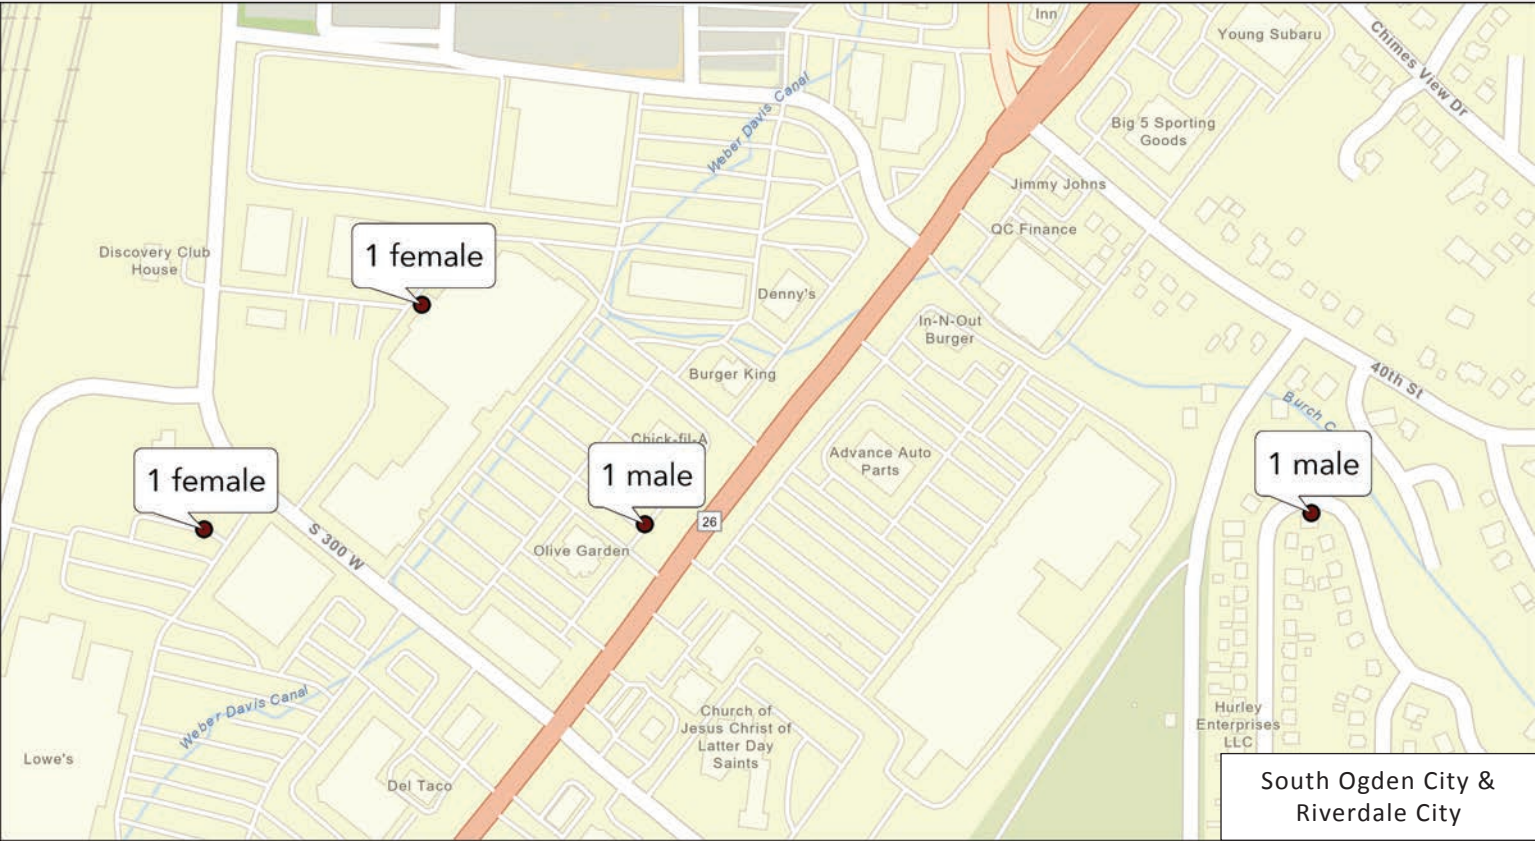 Inn
Young Subaru
Chimes View Dr
Weber Davis Canal
Big 5 Sporting
Goods
Jimmy Johns
QC Finance
Discovery Club
House
1 female
Denny's
In-N-Out
Burger
Burger King
40th St
Burch C
Chick-fil-A
Advance Auto
Parts
1 male
1 female
1 male
26
S 300 W
Olive Garden
Weber Davis Canal
Church of
Jesus Christ of
Latter Day
Saints
Hurley
Enterprises
LLC
Lowe's
Del Taco
South Ogden City &
Riverdale City